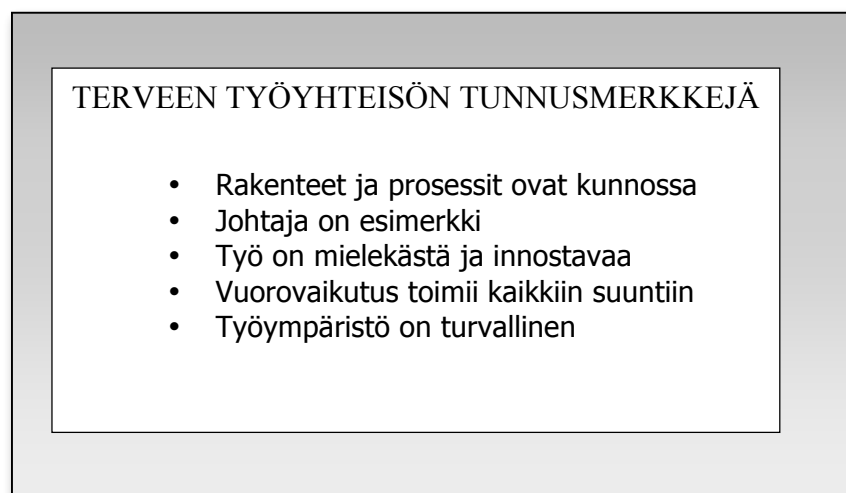 TERVEEN TYÖYHTEISÖN TUNNUSMERKKEJÄ
• Rakenteet ja prosessit ovat kunnossa
• Johtaja on esimerkki
• Työ on mielekästä ja innostavaa
• Vuorovaikutus toimii kaikkiin suuntiin
• Työympäristö on turvallinen